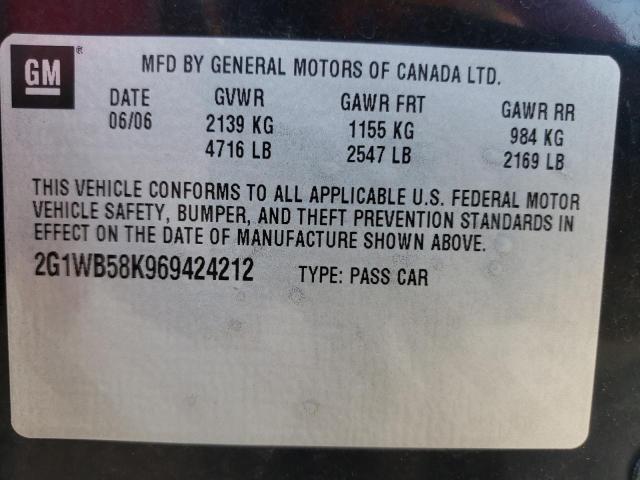 GM ® MFD BY GENERAL MOTORS OF CANADA LTD.
DATE GVWR GAWR FRT GAWR RR
06/06 2139 KG 1155 KG 984 KG
4716 LB 2547 LB 2169 LB
THIS VEHICLE CONFORMS TO ALL APPLICABLE U.S. FEDERAL MOTOR
VEHICLE SAFETY, BUMPER, AND THEFT PREVENTION STANDARDS IN
EFFECT ON THE DATE OF MANUFACTURE SHOWN ABOVE.
2G1WB58K969424212 TYPE: PASS CAR